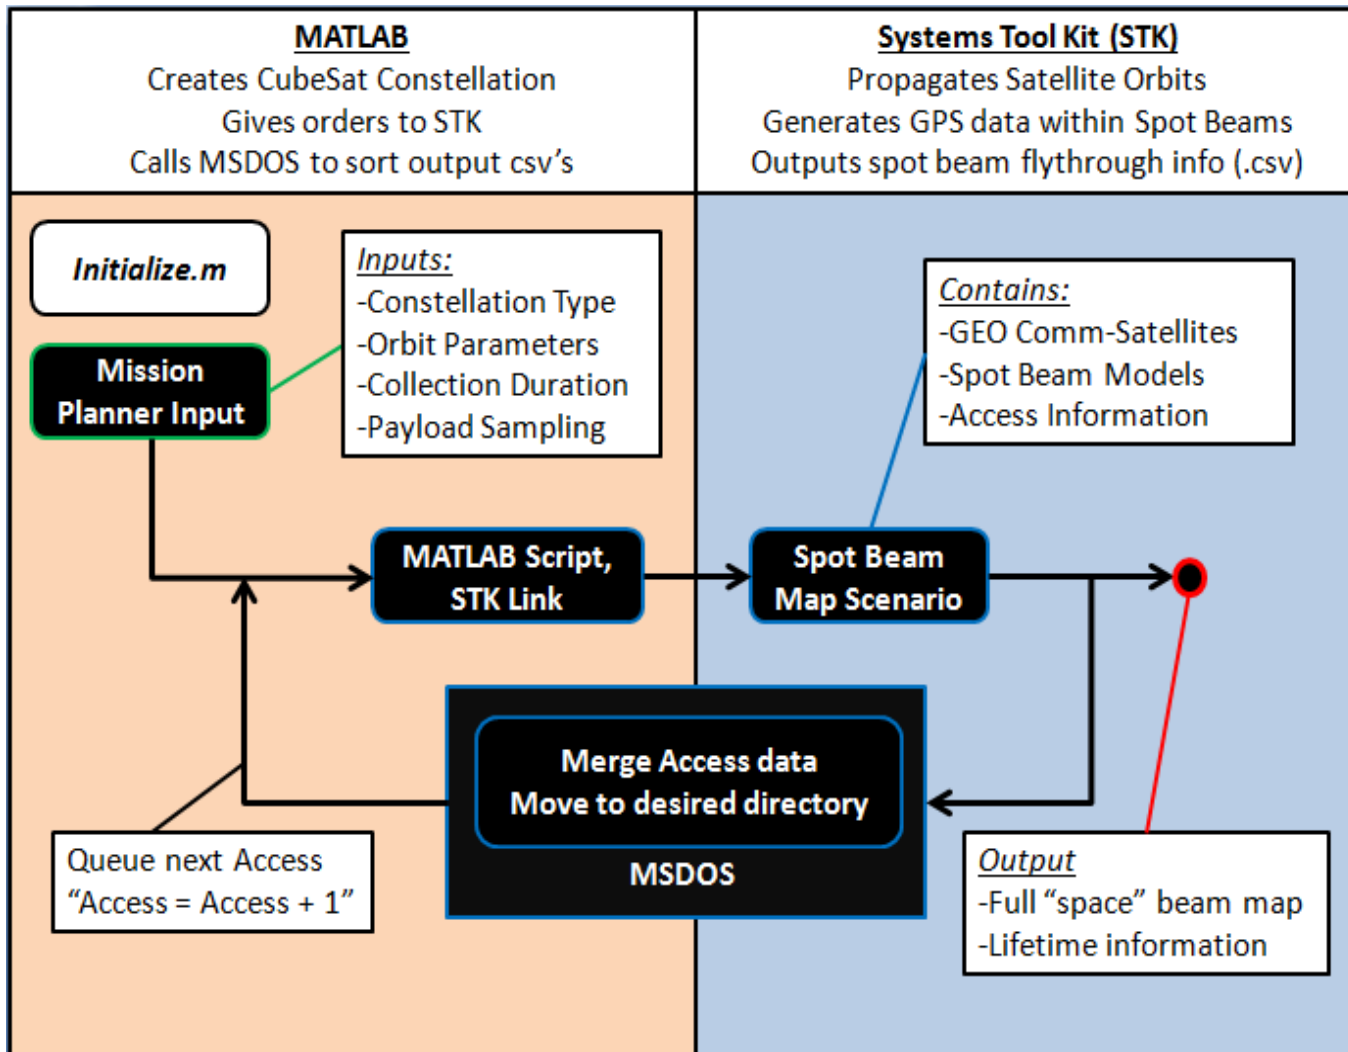 MATLAB
Creates CubeSat Constellation
Gives orders to STK
Calls MSDOS to sort output csv's
Systems Tool Kit (STK)
Propagates Satellite Orbits
Generates GPS data within Spot Beams
Outputs spot beam flythrough info (.csv)
Initialize.m
Mission
Planner Input
Inputs:
-Constellation Type
-Orbit Parameters
-Collection Duration
-Payload Sampling
Contains:
-GEO Comm-Satellites
-Spot Beam Models
-Access Information
MATLAB Script,
STK Link
Spot Beam
Map Scenario
Merge Access data
Move to desired directory
MSDOS
Queue next Access
“Access = Access + 1”
Output
-Full “space” beam map
-Lifetime information